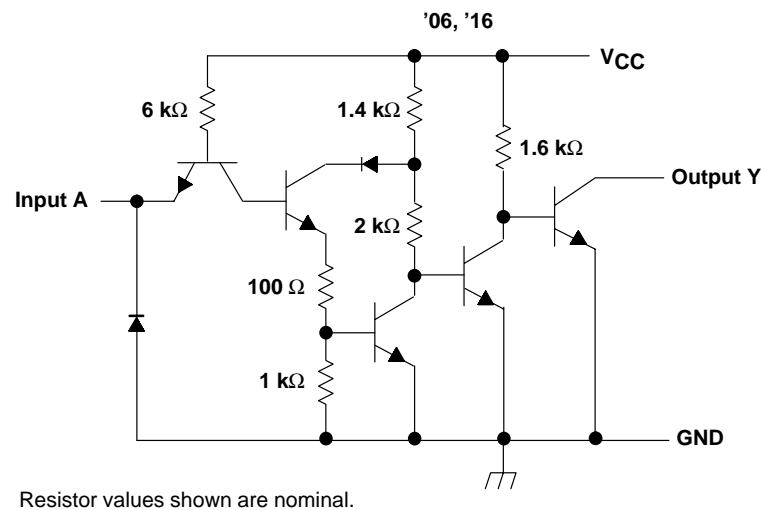 ’06, ’16
VCC
6 kΩ
1.4 kΩ
1.6 kΩ
Input A
Output Y
2 kΩ
100 Ω
1 kΩ
GND
Resistor values shown are nominal.